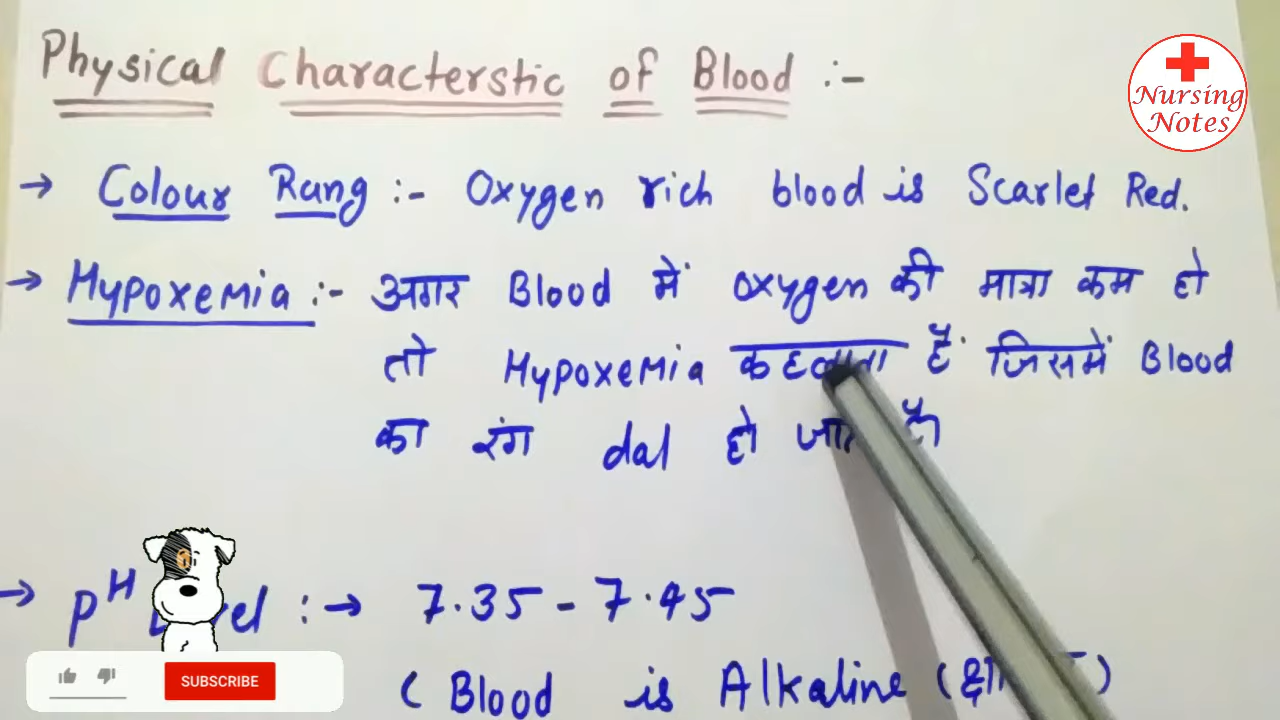 Physical Characterstic of Blood :-
Nursing
Notes
→ Colour Rang :- Oxygen rich blood is Scarlet Red.
→ Hypoxemia :- अगर Blood में oxygen की मात्रा कम हो
तो Hypoxemia कहलाता है जिसमें Blood
का रंग dal हो है
→ pH :→ 7.35 - 7.45
SUBSCRIBE
( Blood is Alkaline ( )